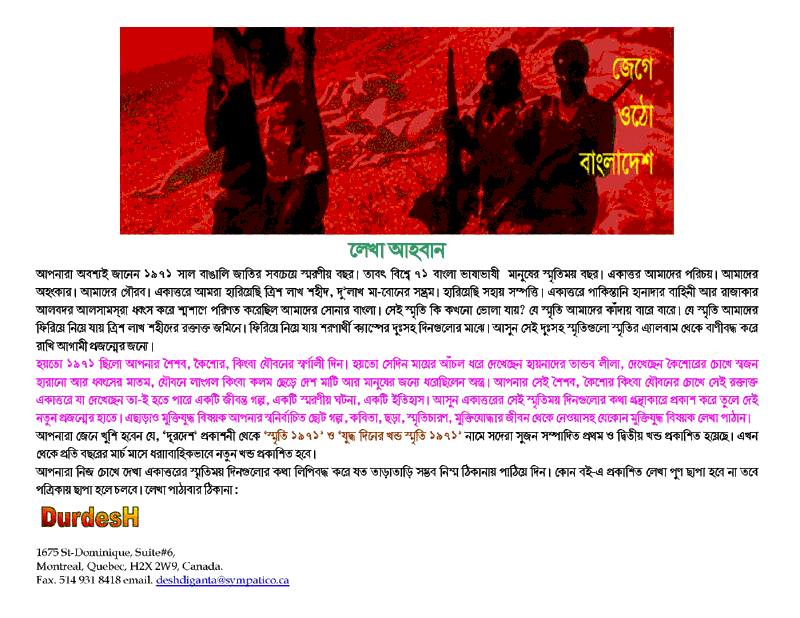 জেগে
ওঠো
বাংলাদেশ
লেখা আহবান
আপনারা অবশ্যই জানেন ১৯৭১ সাল বাঙালি জাতির সবচেয়ে স্মরণীয় বছর। তাবৎ বিশ্বে ৭১ বাংলা ভাষাভাষী মানুষের স্মৃতিময় বছর। একাত্তর আমাদের পরিচয়। আমাদের
অহংকার। আমাদের গৌরব। একাত্তরে আমরা হারিয়েছি ত্রিশ লাখ শহীদ, দু'লাখ মা-বোনের সম্ভ্রম। হারিয়েছি সহায় সম্পত্তি। একাত্তরে পাকিস্তানি হানাদার বাহিনী আর রাজাকার
আলবদর আলসামস্‌রা ধ্বংস করে শ্মশাণে পরিণত করেছিল আমাদের সোনার বাংলা। সেই স্মৃতি কি কখনো ভোলা যায়? যে স্মৃতি আমাদের কাঁদায় বারে বারে। যে স্মৃতি আমাদের
ফিরিয়ে নিয়ে যায় ত্রিশ লাখ শহীদের রক্তাক্ত জমিনে। ফিরিয়ে নিয়ে যায় শরণার্থী ক্যাম্পের দুঃসহ দিনগুলোর মাঝে। আসুন সেই দুঃসহ স্মৃতিগুলো স্মৃতির এ্যালবাম থেকে বাণীবদ্ধ করে
রাখি আগামী প্রজন্মের জন্যে।
হয়তো ১৯৭১ ছিলো আপনার শৈশব, কৈশোর, কিংবা যৌবনের স্বর্ণালী দিন। হয়তো সেদিন মায়ের আঁচল ধরে দেখেছেন হায়নাদের তান্ডব লীলা, দেখেছেন কৈশোরের চোখে স্বজন
হারানো আর ধ্বংসের মাতম, যৌবনে লাঙ্গল কিংবা কলম ছেড়ে দেশ মাটি আর মানুষের জন্যে ধরেছিলেন অস্ত্র। আপনার সেই শৈশব, কৈশোর কিংবা যৌবনের চোখে সেই রক্তাক্ত
একাত্তরে যা দেখেছেন তা-ই হতে পারে একটি জীবন্ত গল্প, একটি স্মরণীয় ঘটনা, একটি ইতিহাস। আসুন একাত্তরের সেই স্মৃতিময় দিনগুলোর কথা গ্রন্থাকারে প্রকাশ করে তুলে দেই
নতুন প্রজন্মের হাতে। এছাড়াও মুক্তিযুদ্ধ বিষয়ক আপনার স্বনির্বাচিত ছোট গল্প, কবিতা, ছড়া, স্মৃতিচারণ, মুক্তিযোদ্ধার জীবন থেকে নেওয়াসহ যেকোন মুক্তিযুদ্ধ বিষয়ক লেখা পাঠান।
আপনারা জেনে খুশি হবেন যে, 'দূরদেশ' প্রকাশনী থেকে 'স্মৃতি ১৯৭১' ও 'যুদ্ধ দিনের খন্ড স্মৃতি ১৯৭১' নামে সদেরা সুজন সম্পাদিত প্রথম ও দ্বিতীয় খন্ড প্রকাশিত হয়েছে। এখন
থেকে প্রতি বছরের মার্চ মাসে ধারাবাহিকভাবে নতুন খন্ড প্রকাশিত হবে।
আপনারা নিজ চোখে দেখা একাত্তরের স্মৃতিময় দিনগুলোর কথা লিপিবদ্ধ করে যত তাড়াতাড়ি সম্ভব নিম্ম ঠিকানায় পাঠিয়ে দিন। কোন বই-এ প্রকাশিত লেখা পুণ ছাপা হবে না তবে
পত্রিকায় ছাপা হলে চলবে। লেখা পাঠাবার ঠিকানা :
DurdesH
1675 St-Dominique, Suite#6,
Montreal, Quebec, H2X 2W9, Canada.
Fax. 514 931 8418 email. deshdiganta@sympatico.ca